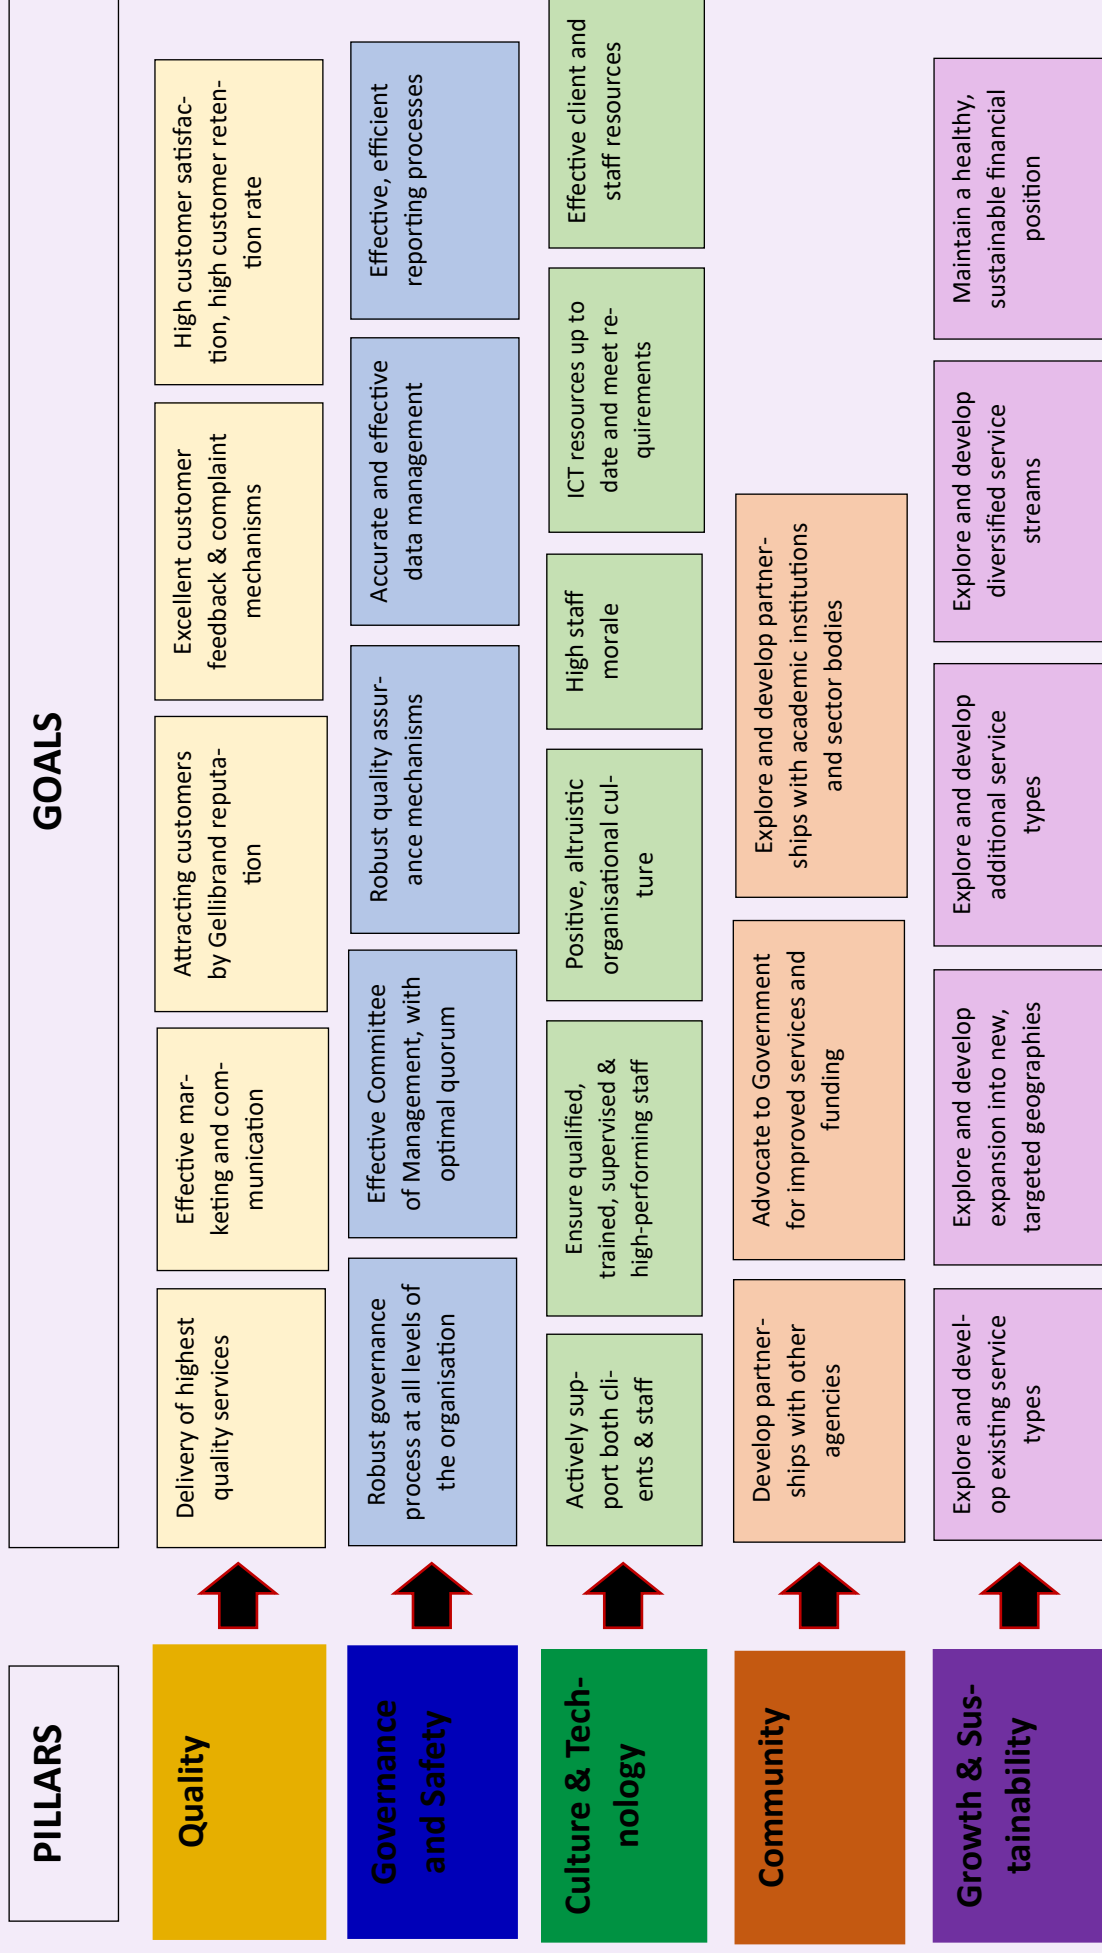 PILLARS
GOALS
Quality
Delivery of highest
quality services
Effective mar-
keting and com-
munication
Attracting customers
by Gellibrand reputa-
tion
Excellent customer
feedback & complaint
mechanisms
High customer satisfac-
tion, high customer reten-
tion rate
Governance
and Safety
Robust governance
process at all levels of
the organisation
Effective Committee
of Management, with
optimal quorum
Robust quality assur-
ance mechanisms
Accurate and effective
data management
Effective, efficient
reporting processes
Culture & Tech-
nology
Actively sup-
port both cli-
ents & staff
Ensure qualified,
trained, supervised &
high-performing staff
Positive, altruistic
organisational cul-
ture
High staff
morale
ICT resources up to
date and meet re-
quirements
Effective client and
staff resources
Community
Develop partner-
ships with other
agencies
Advocate to Government
for improved services and
funding
Explore and develop partner-
ships with academic institutions
and sector bodies
Growth & Sus-
tainability
Explore and devel-
op existing service
types
Explore and develop
expansion into new,
targeted geographies
Explore and develop
additional service
types
Explore and develop
diversified service
streams
Maintain a healthy,
sustainable financial
position